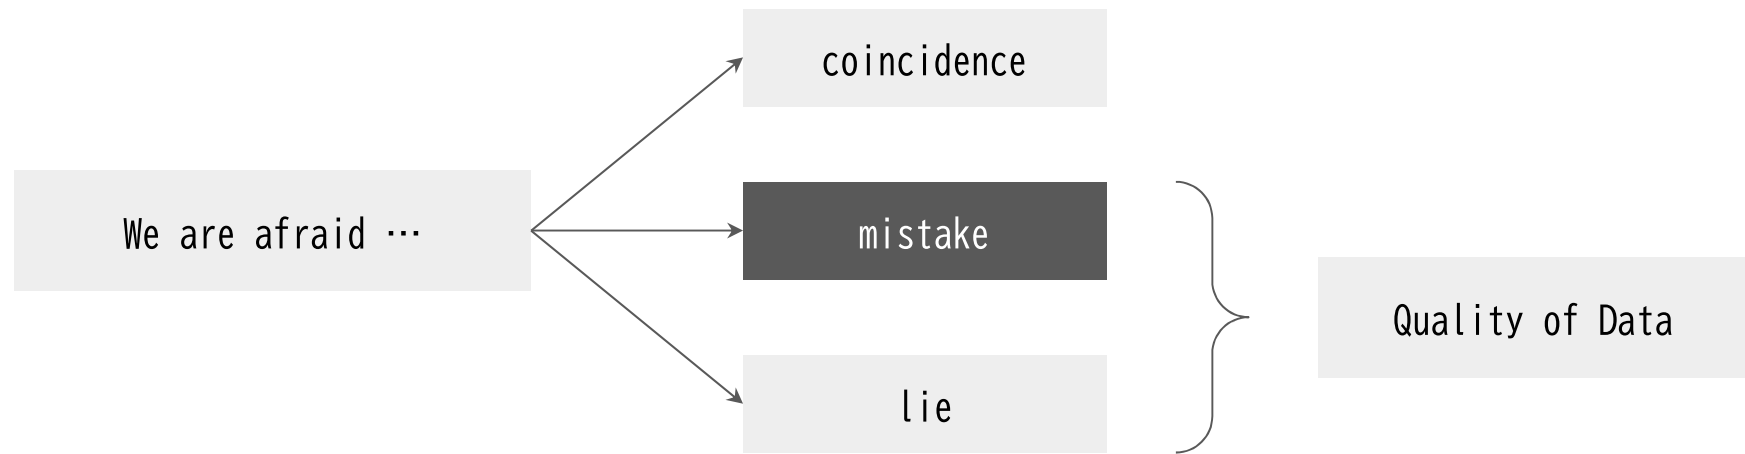 We are afraid …
coincidence
mistake
lie
Quality of Data